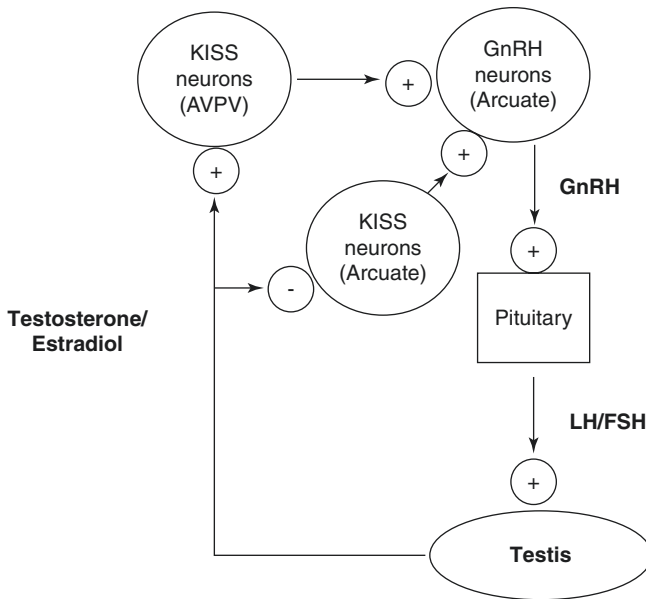 KISS
neurons
(AVPV)
+
GnRH
neurons
(Arcuate)
+
+
GnRH
+
KISS
neurons
(Arcuate)
-
Testosterone/
Estradiol
+
Pituitary
LH/FSH
+
Testis